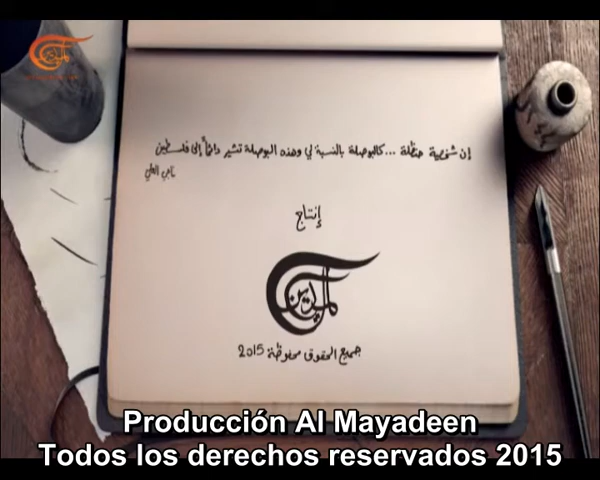 الميادين
إن شخصية حنظلة ... كالبوصلة بالنسبة لي وهذه البوصلة تشير دائماً إلى فلسطين
ناجي العلي
إنتاج
الميادين
جميع الحقوق محفوظة 2015
Producción Al Mayadeen
Todos los derechos reservados 2015